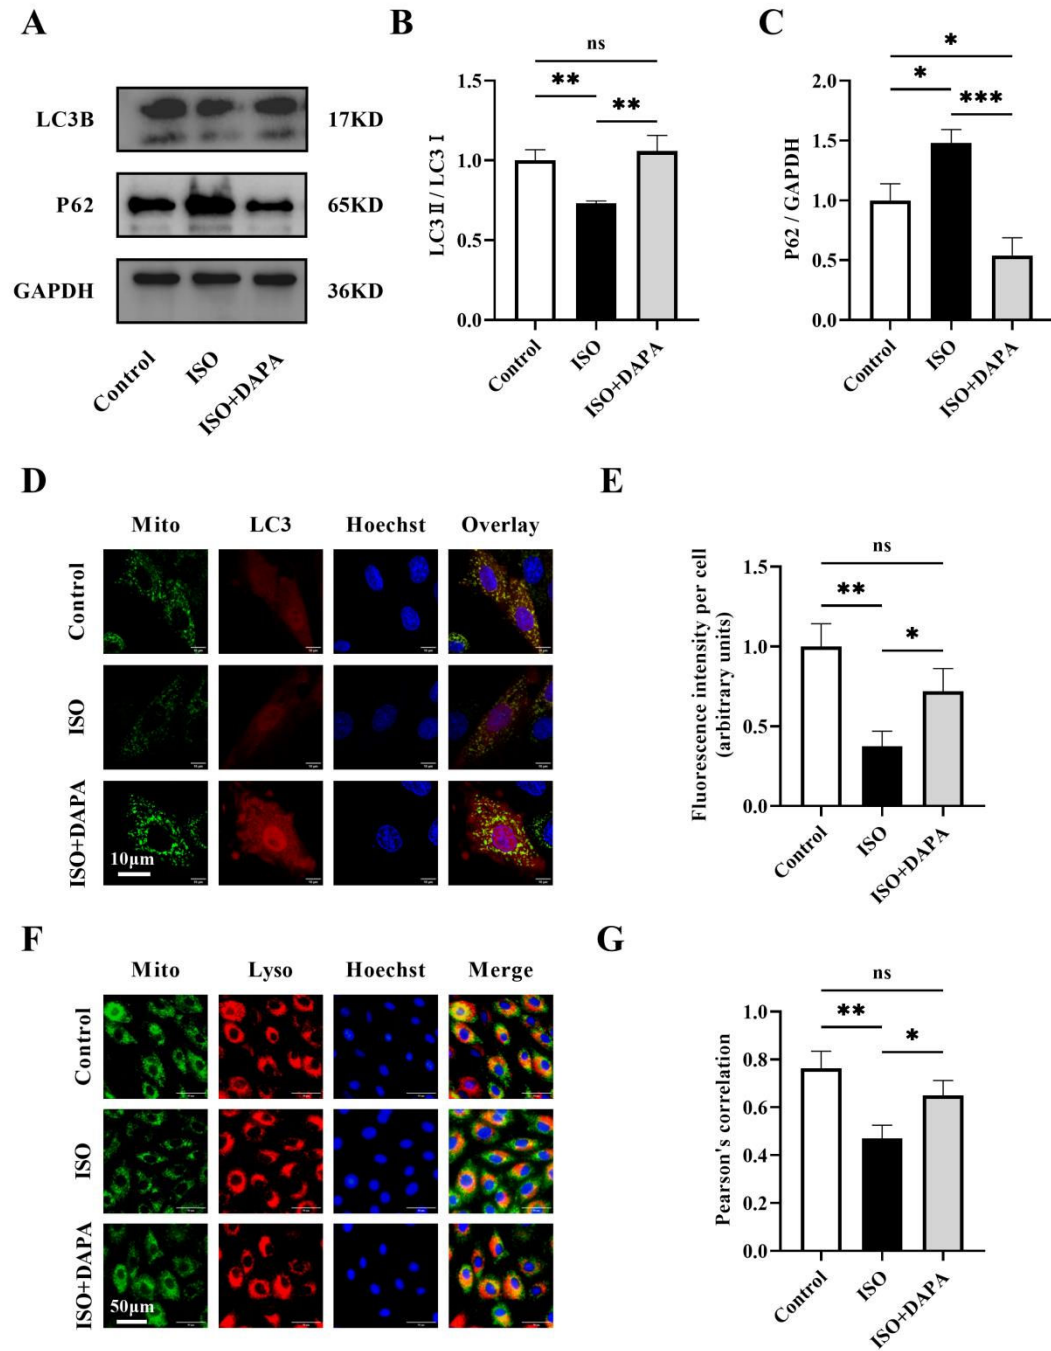 A
LC3B
17KD
P62
65KD
GAPDH
36KD
Control
ISO
ISO+DAPA
B
ns
**
**
LC3Ⅱ/LC3Ⅰ
1.5
1.0
0.5
0.0
Control
ISO
ISO+DAPA
C
*
*
***
P62 / GAPDH
2.0
1.5
1.0
0.5
0.0
Control
ISO
ISO+DAPA
D
Mito LC3 Hoechst Overlay
Control
ISO
ISO+DAPA
10μm
E
ns
**
*
Fluorescence intensity per cell
(arbitrary units)
1.5
1.0
0.5
0.0
Control
ISO
ISO+DAPA
F
Mito Lyso Hoechst Merge
Control
ISO
ISO+DAPA
50μm
G
ns
**
*
Pearson's correlation
1.0
0.8
0.6
0.4
0.2
0.0
Control
ISO
ISO+DAPA